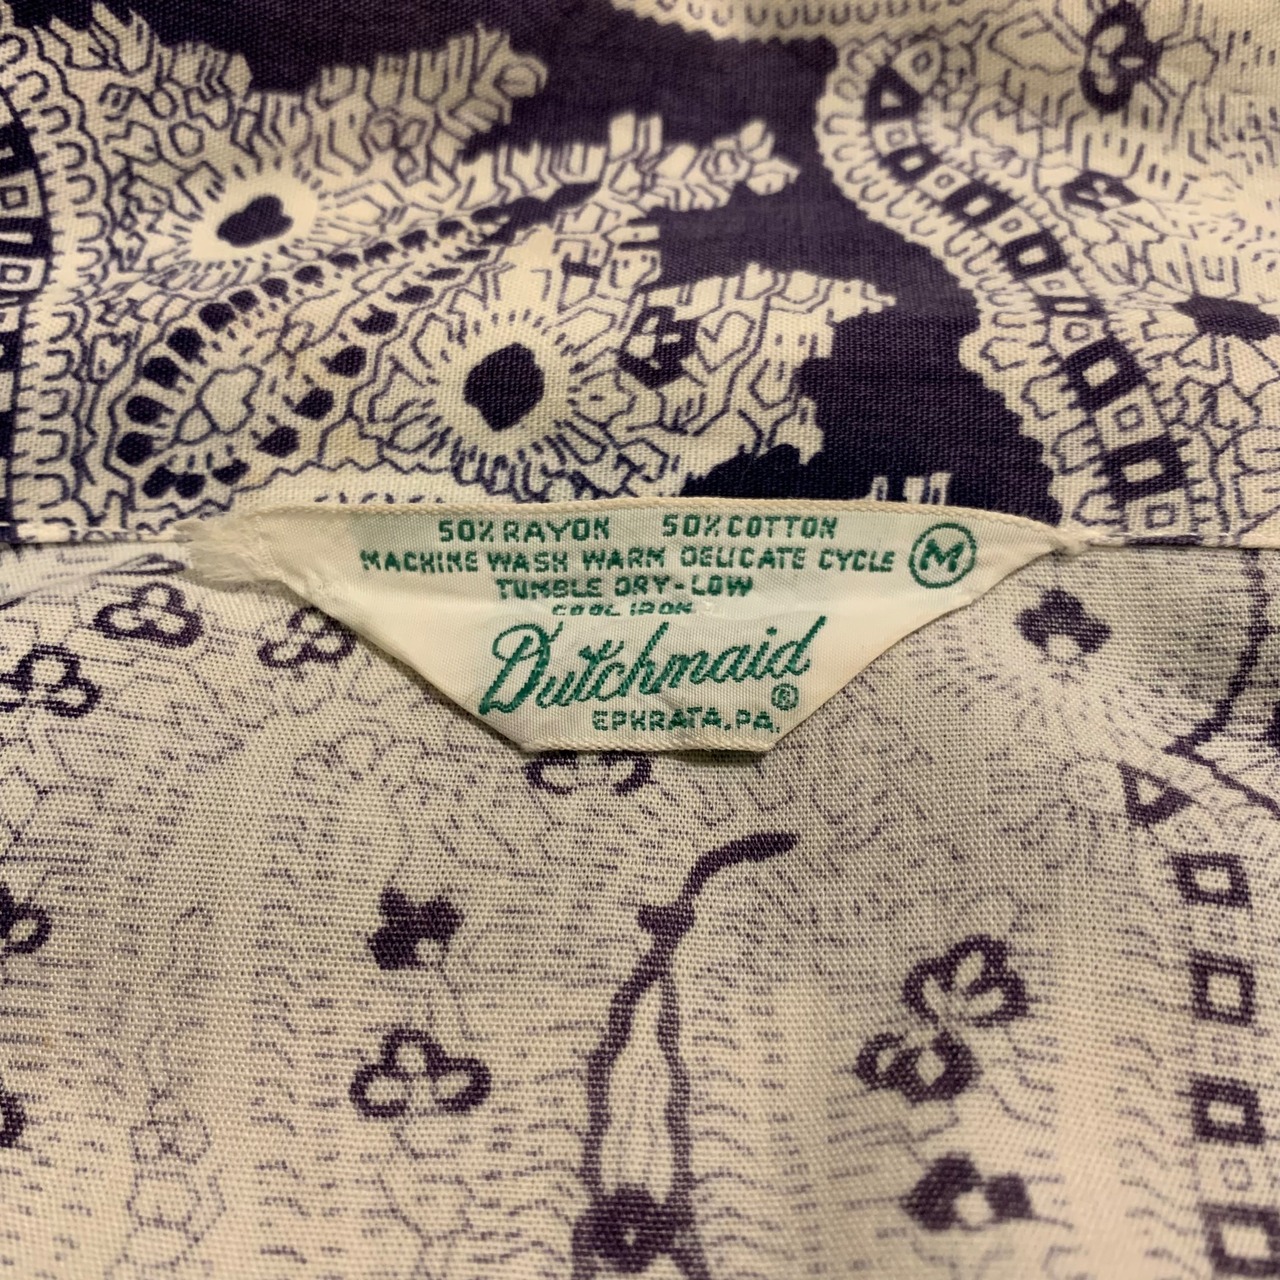 50% RAYON 50% COTTON
MACHINE WASH WARM DELICATE CYCLE M
TUMBLE DRY-LOW
COOL IRON
Dutchmaid ®
EPHRATA, PA.